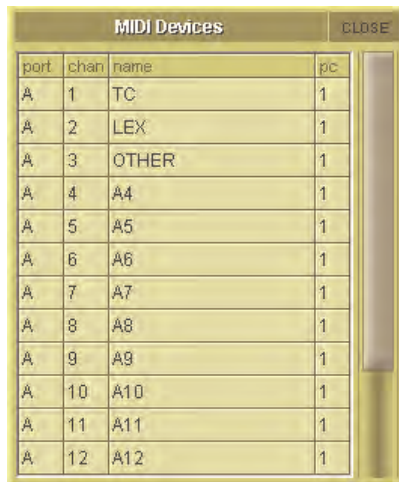 MIDI Devices CLOSE
port chan name pc
A 1 TC 1
A 2 LEX 1
A 3 OTHER 1
A 4 A4 1
A 5 A5 1
A 6 A6 1
A 7 A7 1
A 8 A8 1
A 9 A9 1
A 10 A10 1
A 11 A11 1
A 12 A12 1